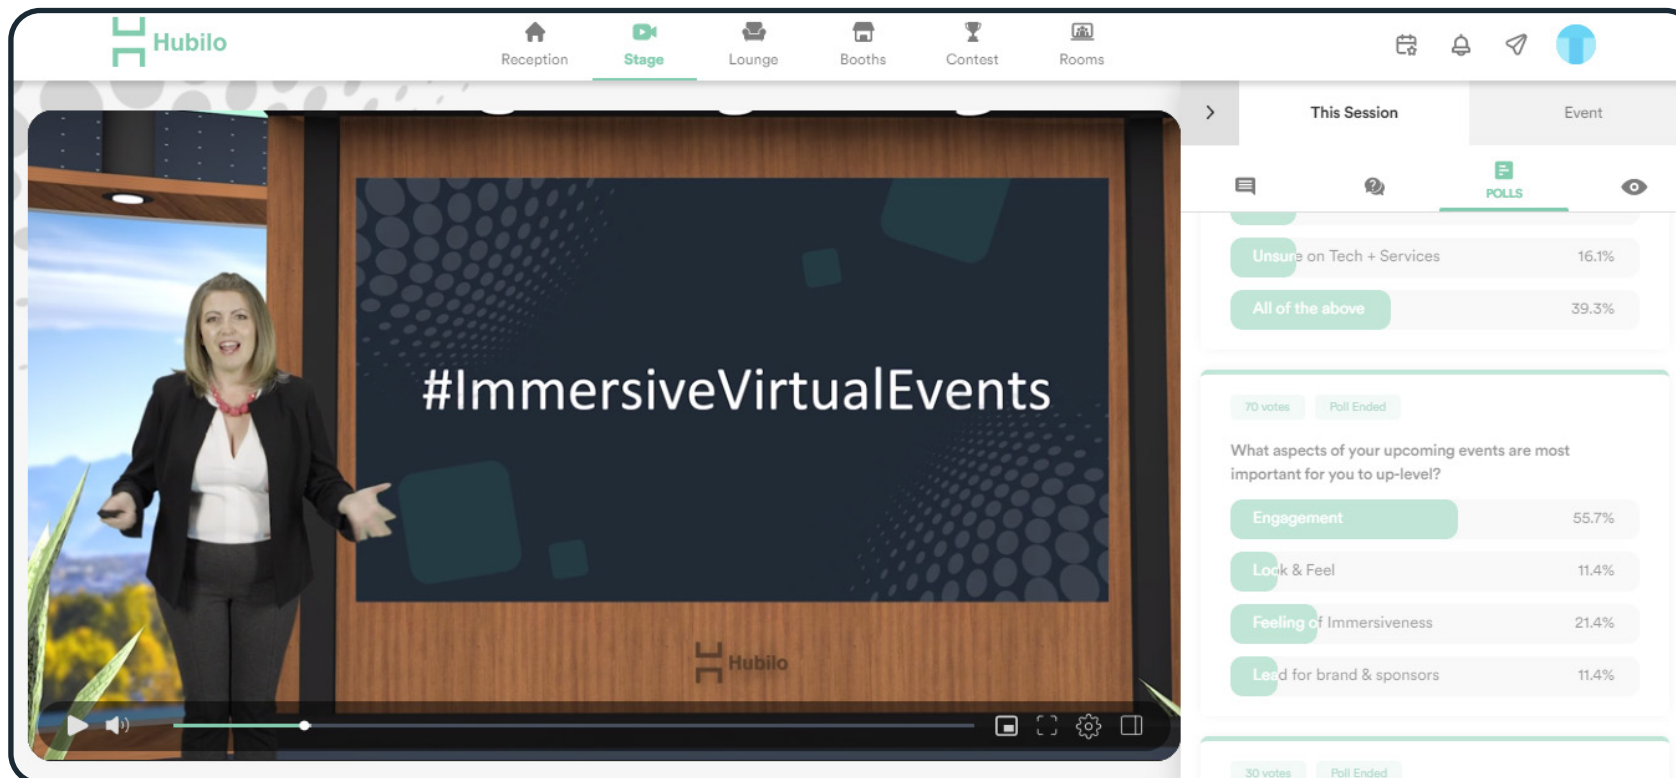 Hubilo
Reception
Stage
Lounge
Booths
Contest
Rooms
This Session
Event
POLLS
#ImmersiveVirtualEvents
Hubilo
Unsure on Tech + Services 16.1%
All of the above 39.3%
70 votes Poll Ended
What aspects of your upcoming events are most
important for you to up-level?
Engagement 55.7%
Look & Feel 11.4%
Feeling of Immersiveness 21.4%
Lead for brand & sponsors 11.4%
30 votes Poll Ended